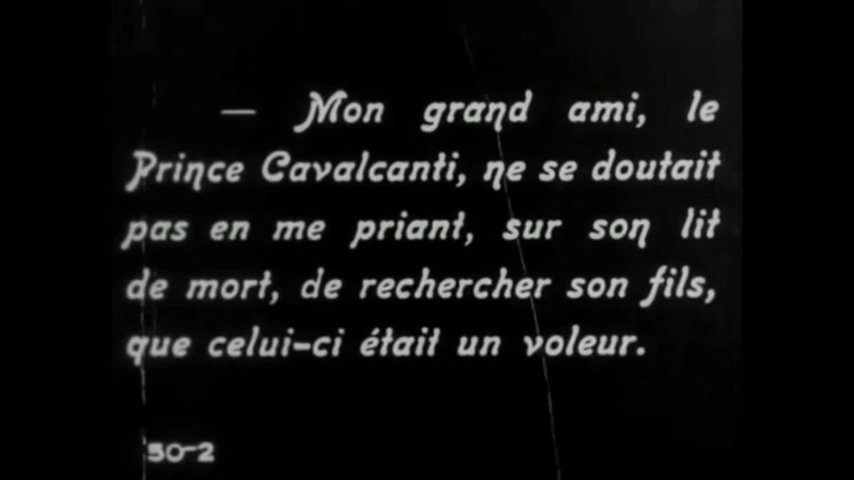 — Mon grand ami, le
Prince Cavalcanti, ne se doutait
pas en me priant, sur son lit
de mort, de rechercher son fils,
que celui-ci était un voleur.
50-2